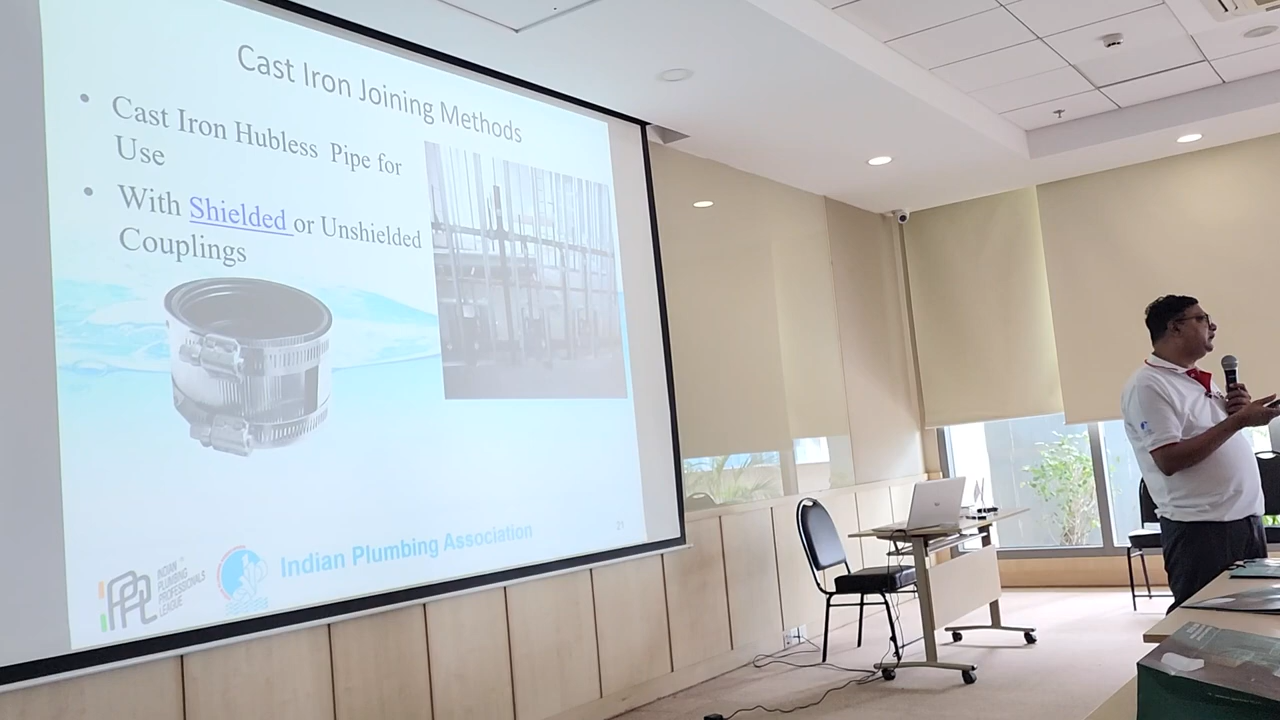 Cast Iron Joining Methods
• Cast Iron Hubless Pipe for
Use
• With Shielded or Unshielded
Couplings
21
IPPL
INDIAN
PLUMBING
PROFESSIONALS
LEAGUE
Indian Plumbing Association